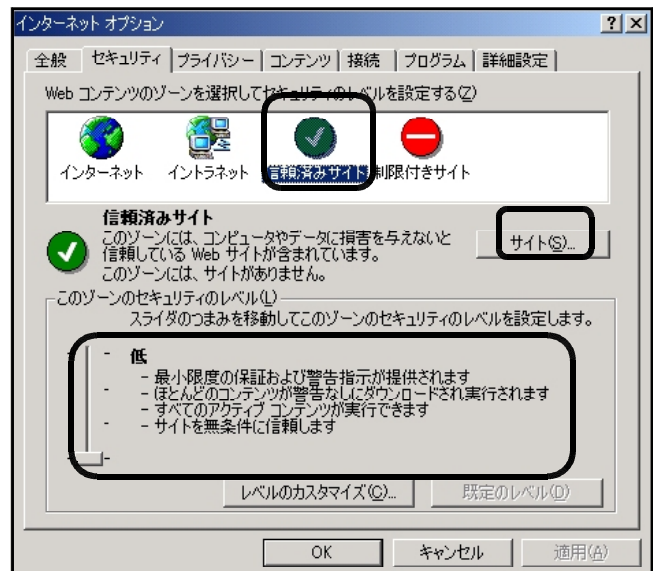 インターネット オプション
全般
セキュリティ
プライバシー
コンテンツ
接続
プログラム
詳細設定
Web コンテンツのゾーンを選択してセキュリティのレベルを設定する(Z)
インターネット
イントラネット
信頼済みサイト
制限付きサイト
信頼済みサイト
このゾーンには、コンピュータやデータに損害を与えないと
信頼している Web サイトが含まれています。
このゾーンには、サイトがありません。
サイト(S)...
このゾーンのセキュリティのレベル(L)
スライダのつまみを移動してこのゾーンのセキュリティのレベルを設定します。
低
- 最小限度の保証および警告指示が提供されます
- ほとんどのコンテンツが警告なしにダウンロードされ実行されます
- すべてのアクティブ コンテンツが実行できます
- サイトを無条件に信頼します
レベルのカスタマイズ(C)...
既定のレベル(D)
OK
キャンセル
適用(A)